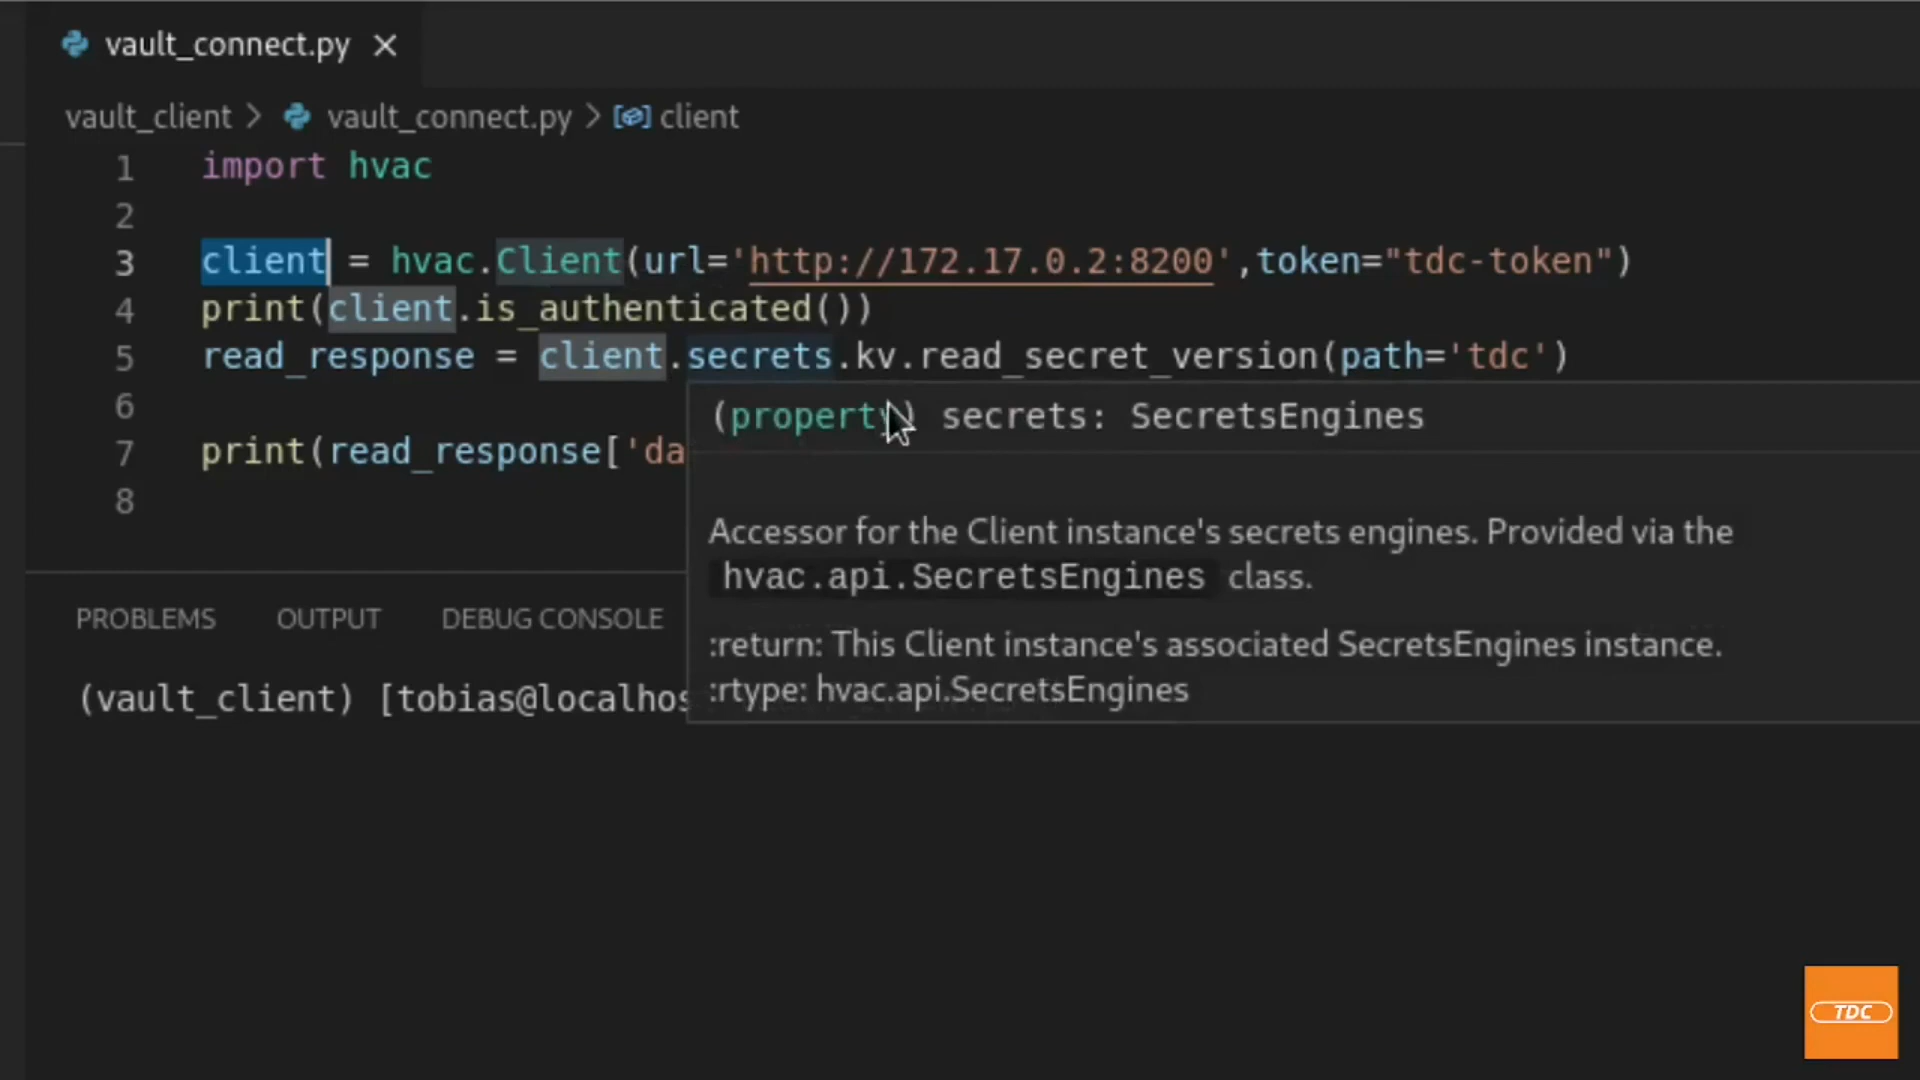 vault_connect.py
vault_client > vault_connect.py > client
1 import hvac
2
3 client = hvac.Client(url='http://172.17.0.2:8200',token="tdc-token")
4 print(client.is_authenticated())
5 read_response = client.secrets.kv.read_secret_version(path='tdc')
6
(property) secrets: SecretsEngines
7 print(read_response['da
8
Accessor for the Client instance's secrets engines. Provided via the
hvac.api.SecretsEngines class.
PROBLEMS OUTPUT DEBUG CONSOLE
:return: This Client instance's associated SecretsEngines instance.
:rtype: hvac.api.SecretsEngines
(vault_client) [tobias@localhos
TDC